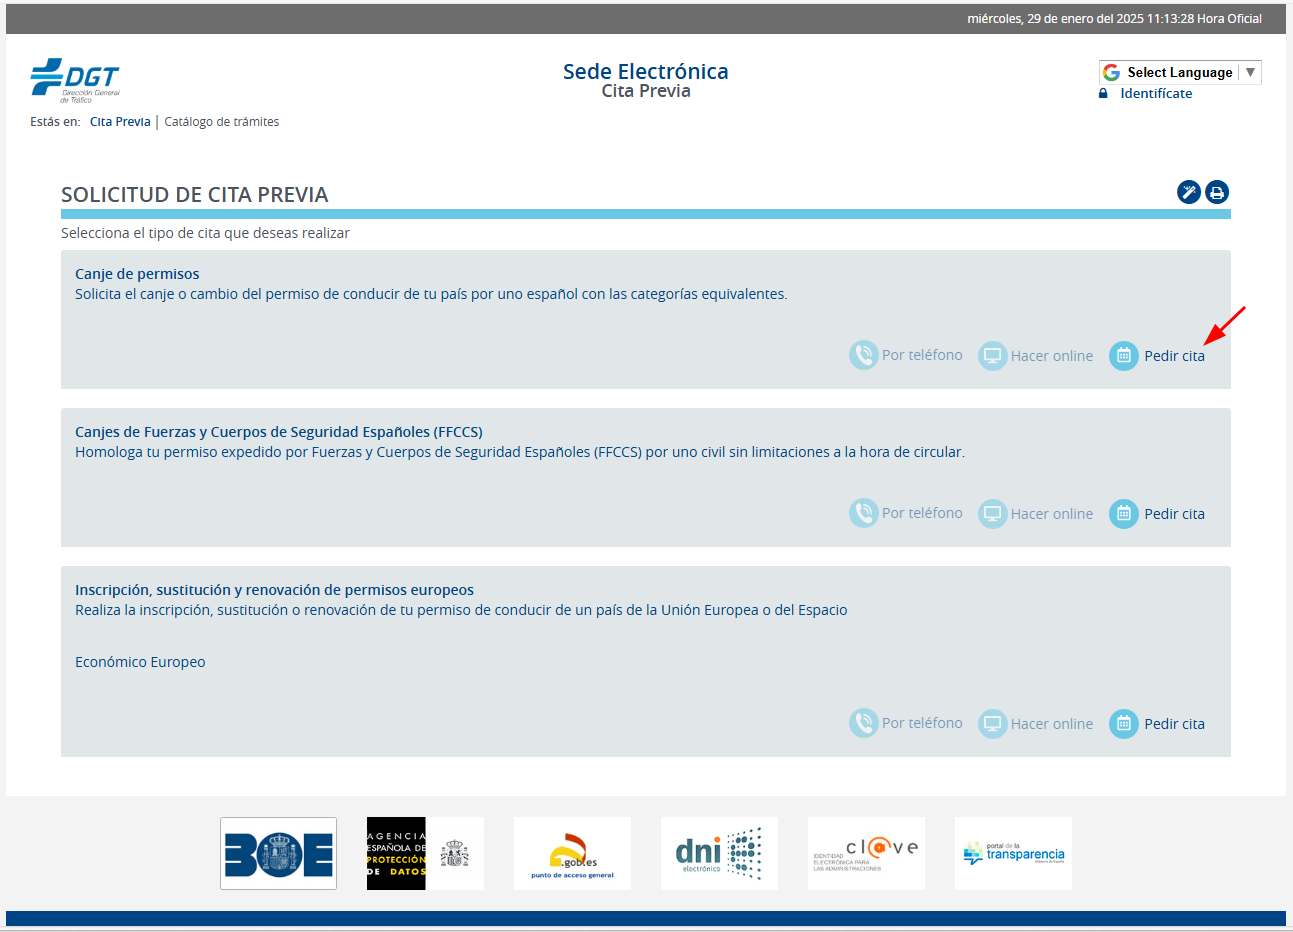 miércoles, 29 de enero del 2025 11:13:28 Hora Oficial
DGT
Dirección General
de Tráfico
Sede Electrónica
Cita Previa
Select Language ▼
Identifícate
Estás en: Cita Previa | Catálogo de trámites
SOLICITUD DE CITA PREVIA
Selecciona el tipo de cita que deseas realizar
Canje de permisos
Solicita el canje o cambio del permiso de conducir de tu país por uno español con las categorías equivalentes.
Por teléfono Hacer online Pedir cita
Canjes de Fuerzas y Cuerpos de Seguridad Españoles (FFCCS)
Homologa tu permiso expedido por Fuerzas y Cuerpos de Seguridad Españoles (FFCCS) por uno civil sin limitaciones a la hora de circular.
Por teléfono Hacer online Pedir cita
Inscripción, sustitución y renovación de permisos europeos
Realiza la inscripción, sustitución o renovación de tu permiso de conducir de un país de la Unión Europea o del Espacio
Económico Europeo
Por teléfono Hacer online Pedir cita
BOE
AGENCIA
ESPAÑOLA DE
PROTECCIÓN
DE DATOS
.gob.es
punto de acceso general
dni
electrónico
cl@ve
IDENTIDAD
ELECTRÓNICA PARA
LAS ADMINISTRACIONES
portal de la
transparencia
Gobierno de España